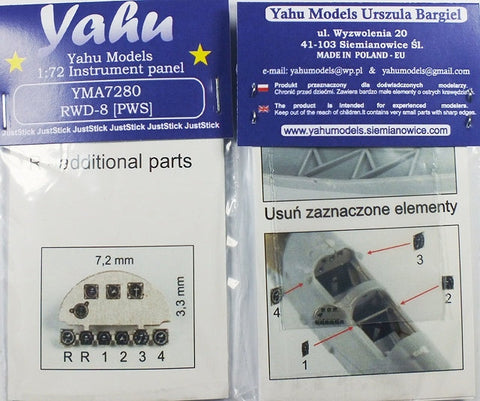 Yahu
Yahu Models
1:72 Instrument panel
YMA7280
RWD-8 [PWS]
JustStick JustStick JustStick JustStick JustStick JustStick
R - additional parts
7,2 mm
3,3 mm
R R 1 2 3 4
Yahu Models Urszula Bargiel
ul. Wyzwolenia 20
41-103 Siemianowice Śl.
MADE IN POLAND - EU
e-mail: yahumodels@wp.pl & yahumodels@gmail.com
Produkt przeznaczony dla doświadczonych modelarzy.
Chronić przed dziećmi. Zawiera bardzo małe elementy o ostrych krawędziach
The product is intended for experienced modelers.
Keep out of the reach of children.It contains very small parts with sharp edges.
www.yahumodels.siemianowice.com
Usuń zaznaczone elementy
3
4
2
1